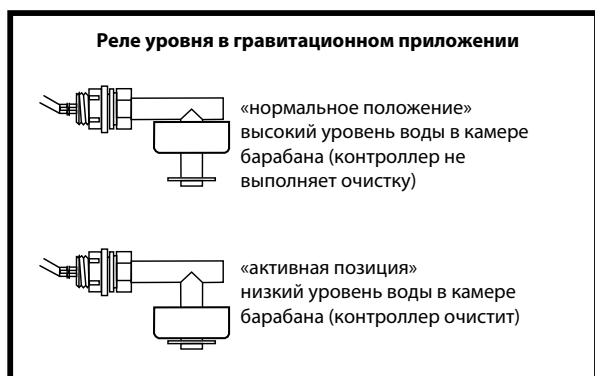 Реле уровня в гравитационном приложении
«нормальное положение»
высокий уровень воды в камере
барабана (контроллер не
выполняет очистку)
«активная позиция»
низкий уровень воды в камере
барабана (контроллер очистит)